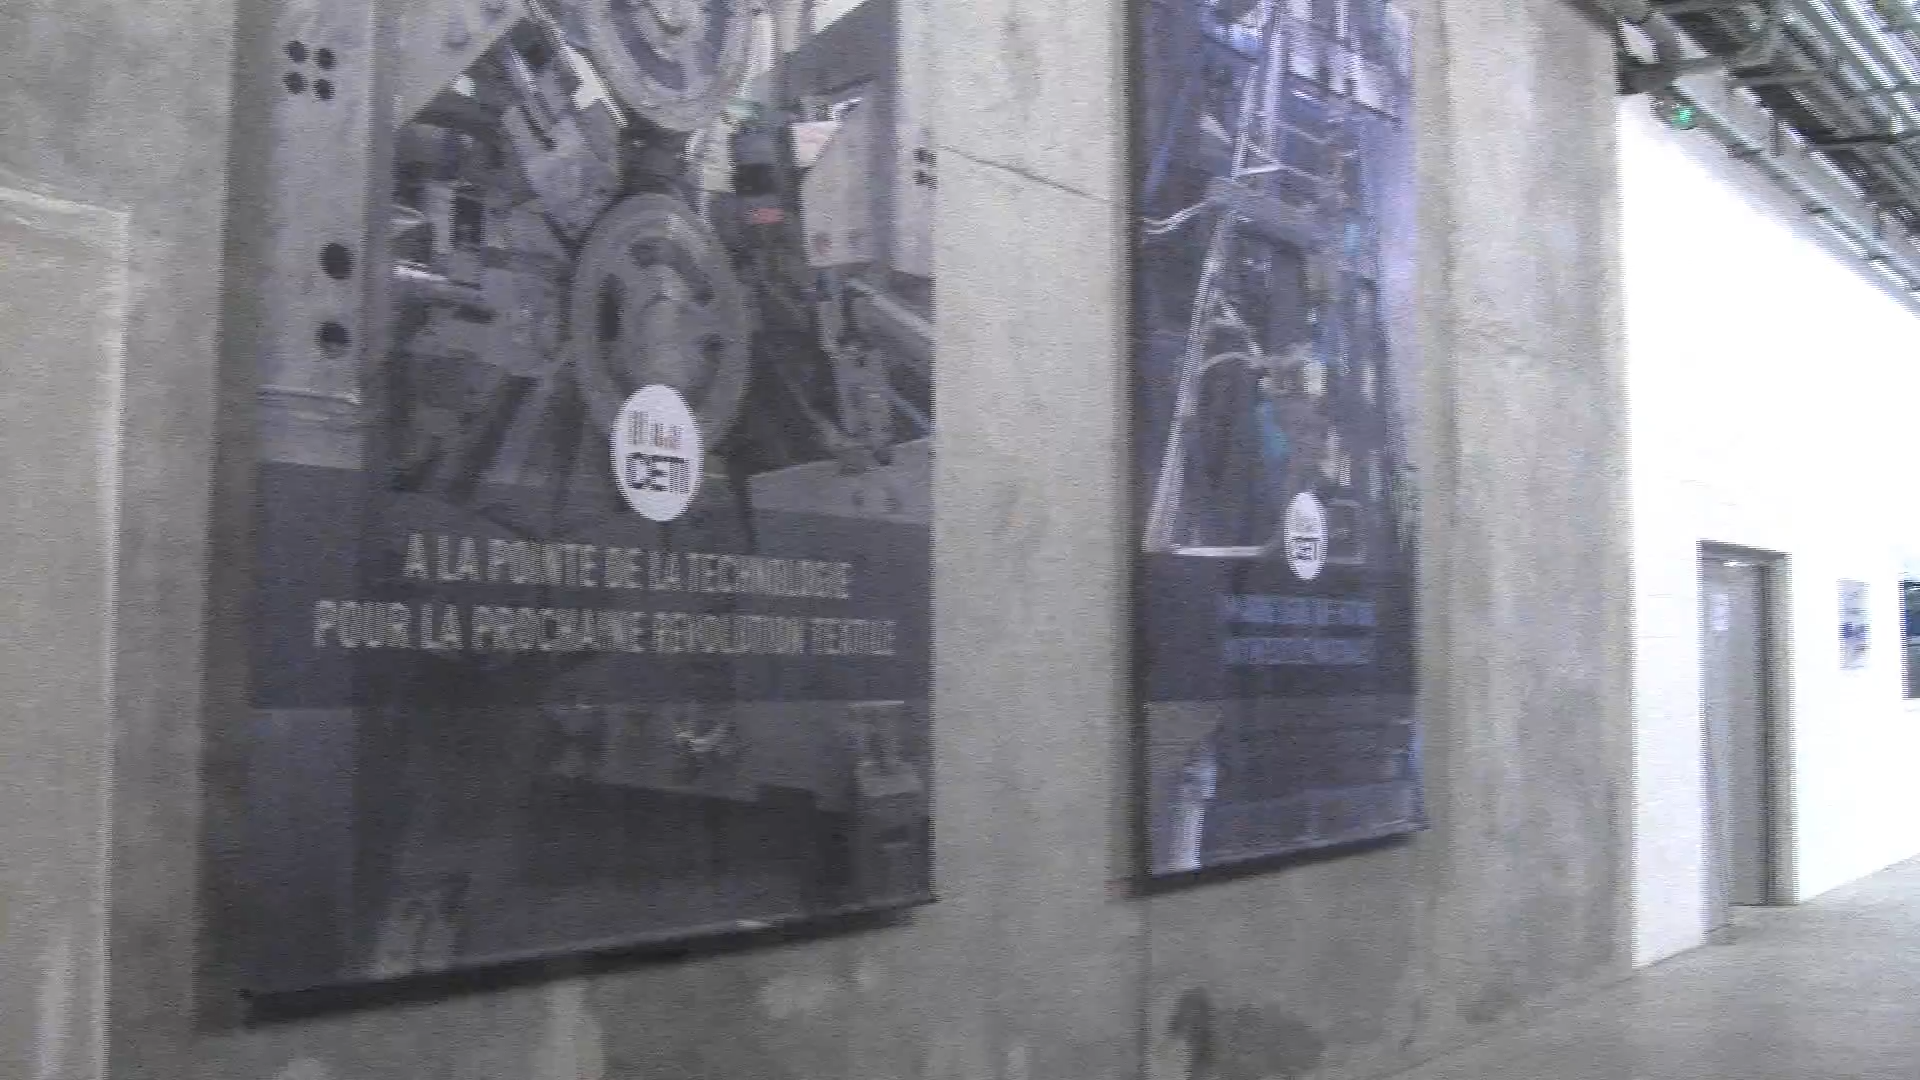 CETI
A LA POINTE DE LA TECHNOLOGIE
POUR LA PROCHAINE REVOLUTION TEXTILE
CETI